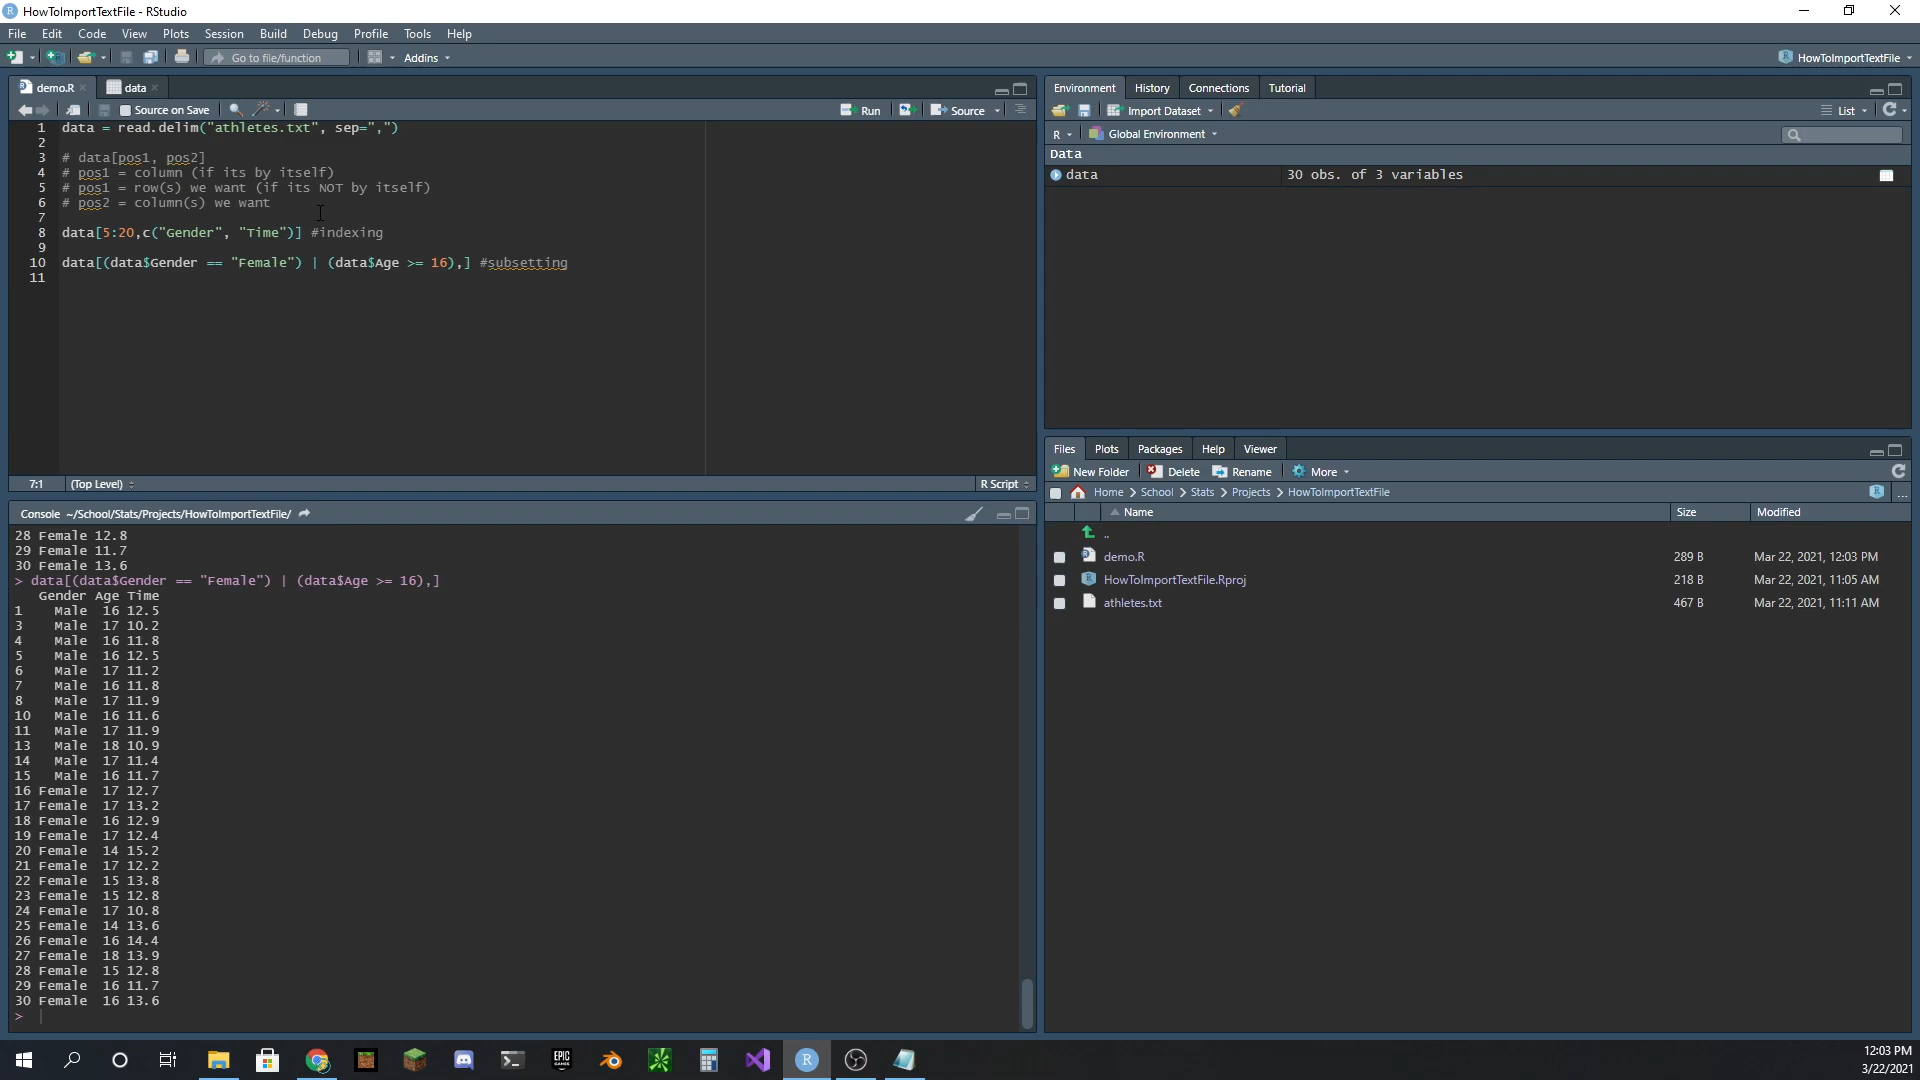 HowToImportTextFile - RStudio
File Edit Code View Plots Session Build Debug Profile Tools Help
Go to file/function Addins HowToImportTextFile
demo.R data
Source on Save Run Source
1 data = read.delim("athletes.txt", sep=",")
2
3 # data[pos1, pos2]
4 # pos1 = column (if its by itself)
5 # pos1 = row(s) we want (if its NOT by itself)
6 # pos2 = column(s) we want
7
8 data[5:20,c("Gender", "Time")] #indexing
9
10 data[(data$Gender == "Female") | (data$Age >= 16),] #subsetting
11
7:1 (Top Level) R Script
Console ~/School/Stats/Projects/HowToImportTextFile/
28 Female 12.8
29 Female 11.7
30 Female 13.6
> data[(data$Gender == "Female") | (data$Age >= 16),]
Gender Age Time
1 Male 16 12.5
3 Male 17 10.2
4 Male 16 11.8
5 Male 16 12.5
6 Male 17 11.2
7 Male 16 11.8
8 Male 17 11.9
10 Male 16 11.6
11 Male 17 11.9
13 Male 18 10.9
14 Male 17 11.4
15 Male 16 11.7
16 Female 17 12.7
17 Female 17 13.2
18 Female 16 12.9
19 Female 17 12.4
20 Female 14 15.2
21 Female 17 12.2
22 Female 15 13.8
23 Female 15 12.8
24 Female 17 10.8
25 Female 14 13.6
26 Female 16 14.4
27 Female 18 13.9
28 Female 15 12.8
29 Female 16 11.7
30 Female 16 13.6
>
Environment History Connections Tutorial
Import Dataset List
R Global Environment
Data
data 30 obs. of 3 variables
Files Plots Packages Help Viewer
New Folder Delete Rename More
Home > School > Stats > Projects > HowToImportTextFile ...
Name Size Modified
..
demo.R 289 B Mar 22, 2021, 12:03 PM
HowToImportTextFile.Rproj 218 B Mar 22, 2021, 11:05 AM
athletes.txt 467 B Mar 22, 2021, 11:11 AM
EPIC GAMES
12:03 PM
3/22/2021